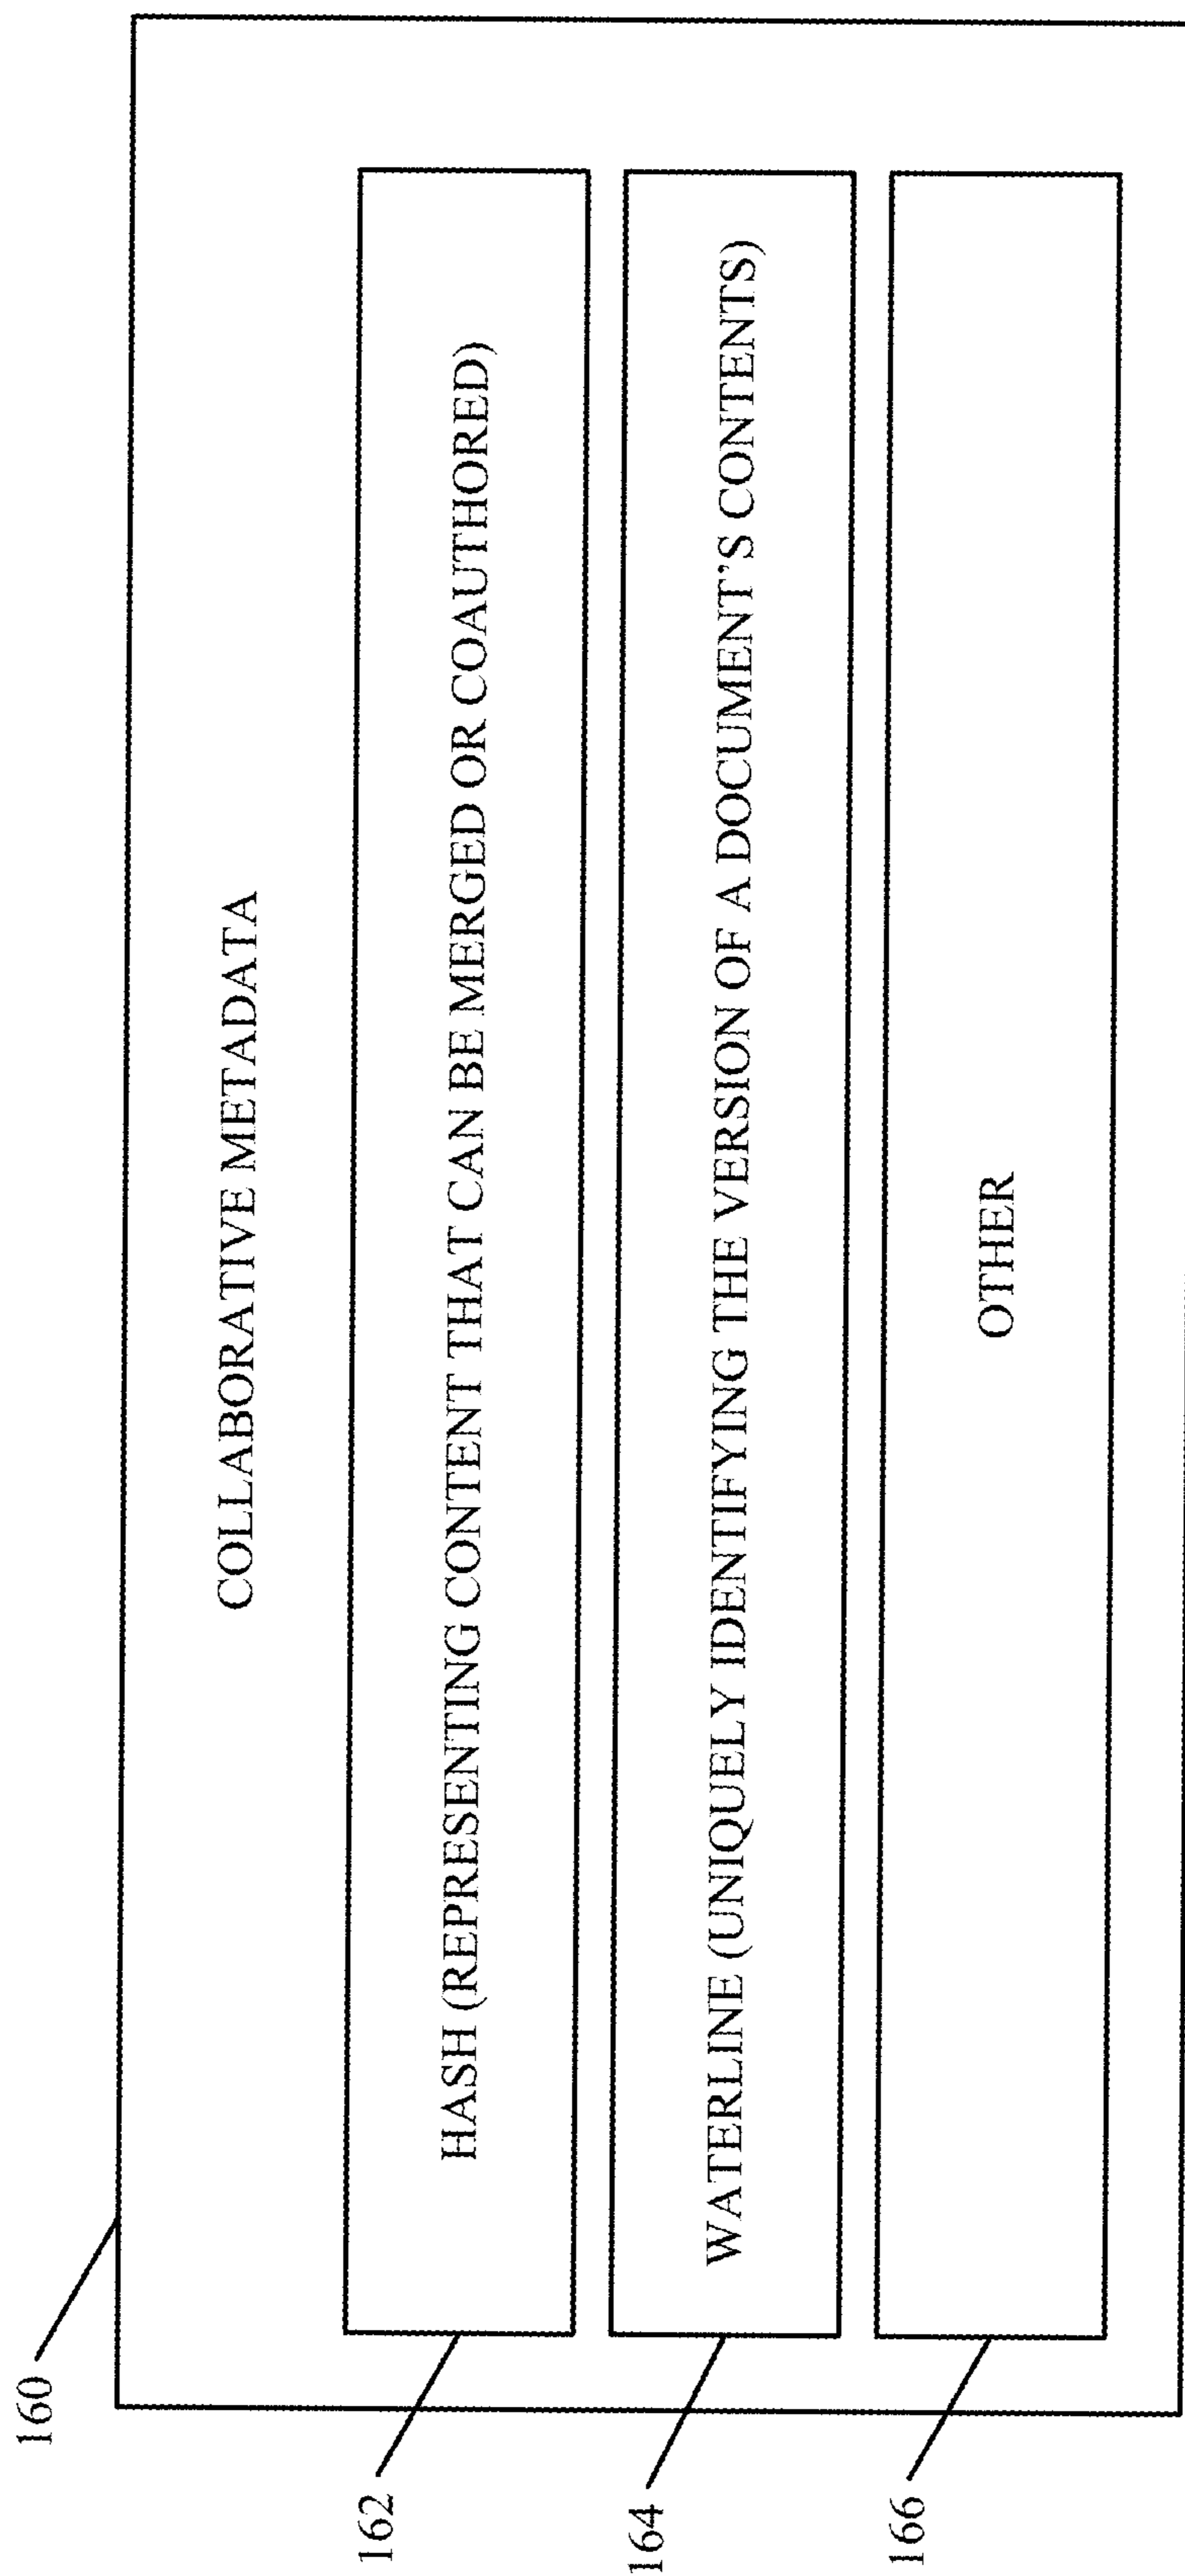 160
COLLABORATIVE METADATA
162
HASH (REPRESENTING CONTENT THAT CAN BE MERGED OR COAUTHORED)
164
WATERLINE (UNIQUELY IDENTIFYING THE VERSION OF A DOCUMENT'S CONTENTS)
166
OTHER